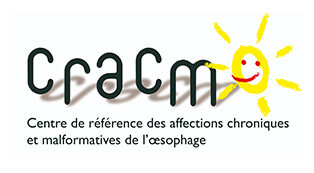 CraCmo
Centre de référence des affections chroniques
et malformatives de l'œsophage